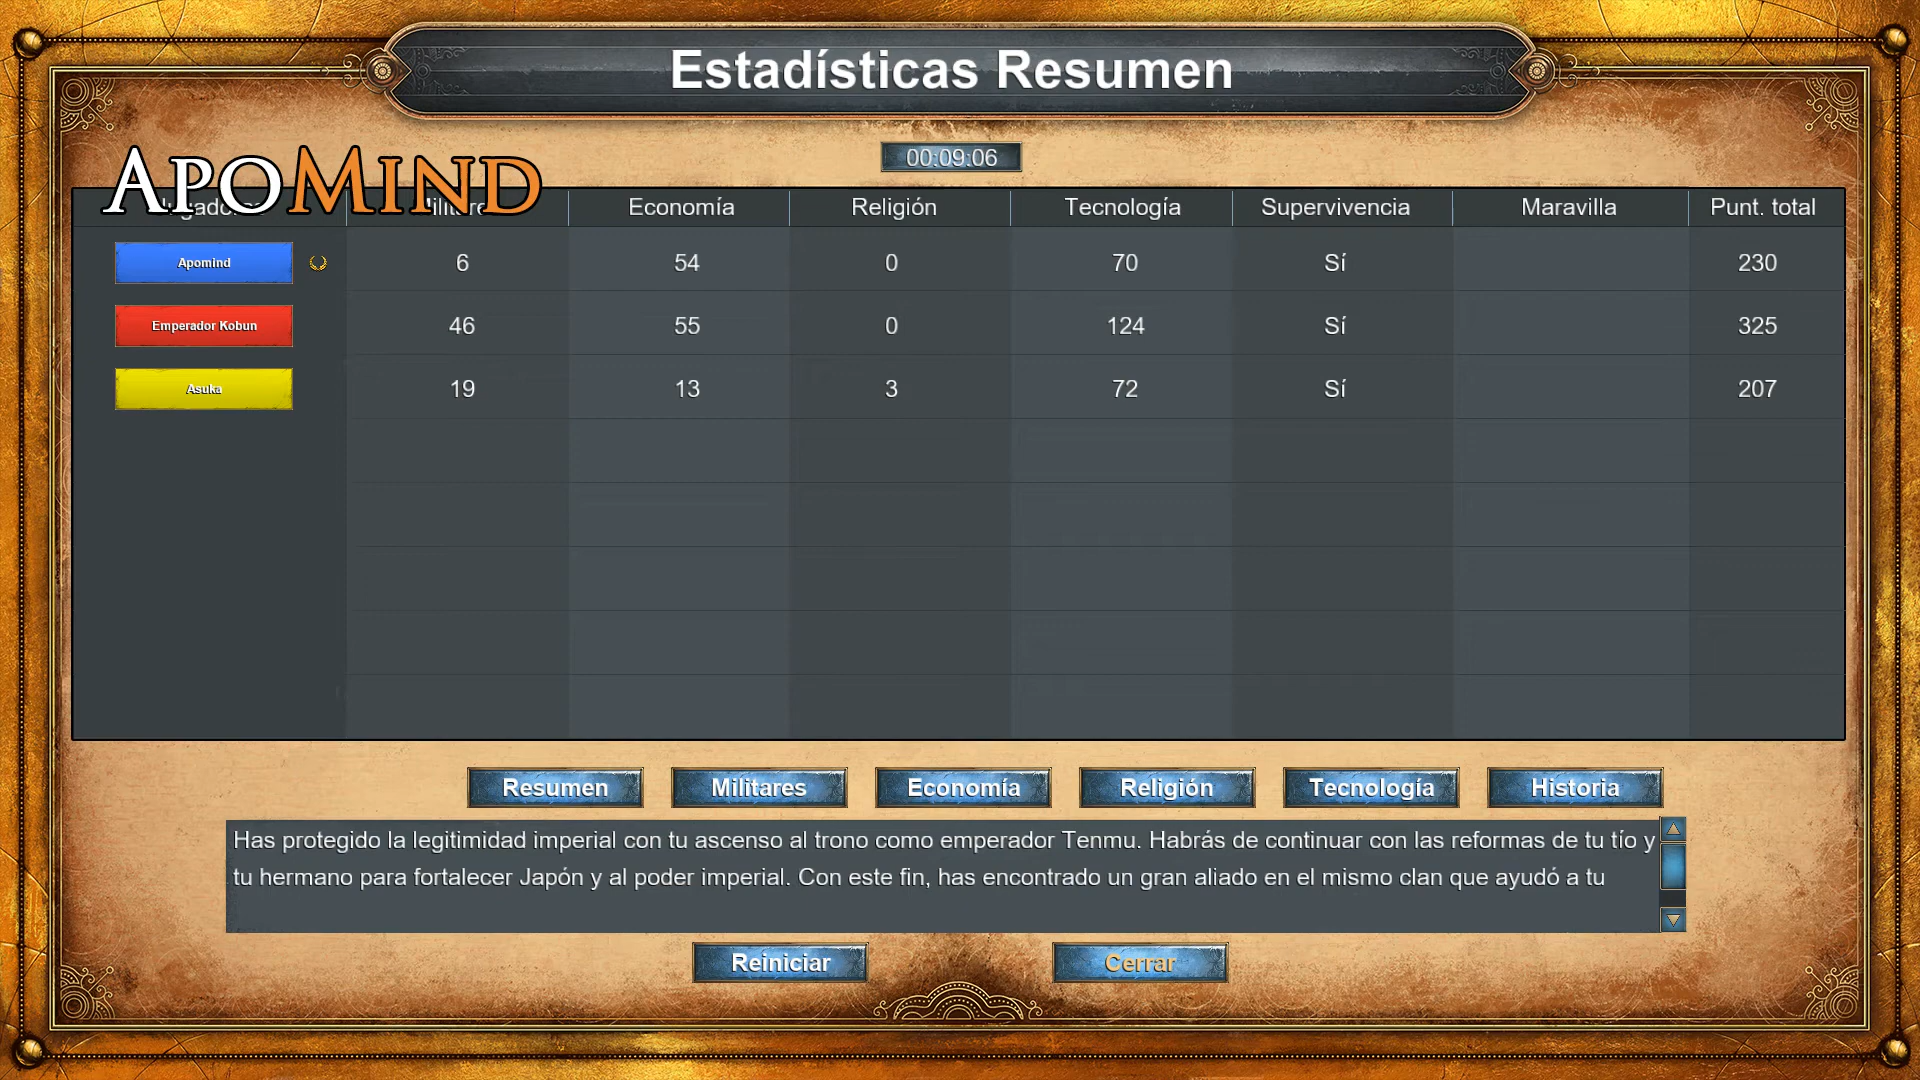 Estadísticas Resumen
00:09:06
APOMIND
Economía Religión Tecnología Supervivencia Maravilla Punt. total
Apomind 6 54 0 70 Sí 230
Emperador Kobun 46 55 0 124 Sí 325
Asuka 19 13 3 72 Sí 207
Resumen Militares Economía Religión Tecnología Historia
Has protegido la legitimidad imperial con tu ascenso al trono como emperador Tenmu. Habrás de continuar con las reformas de tu tío y
tu hermano para fortalecer Japón y al poder imperial. Con este fin, has encontrado un gran aliado en el mismo clan que ayudó a tu
Reiniciar Cerrar